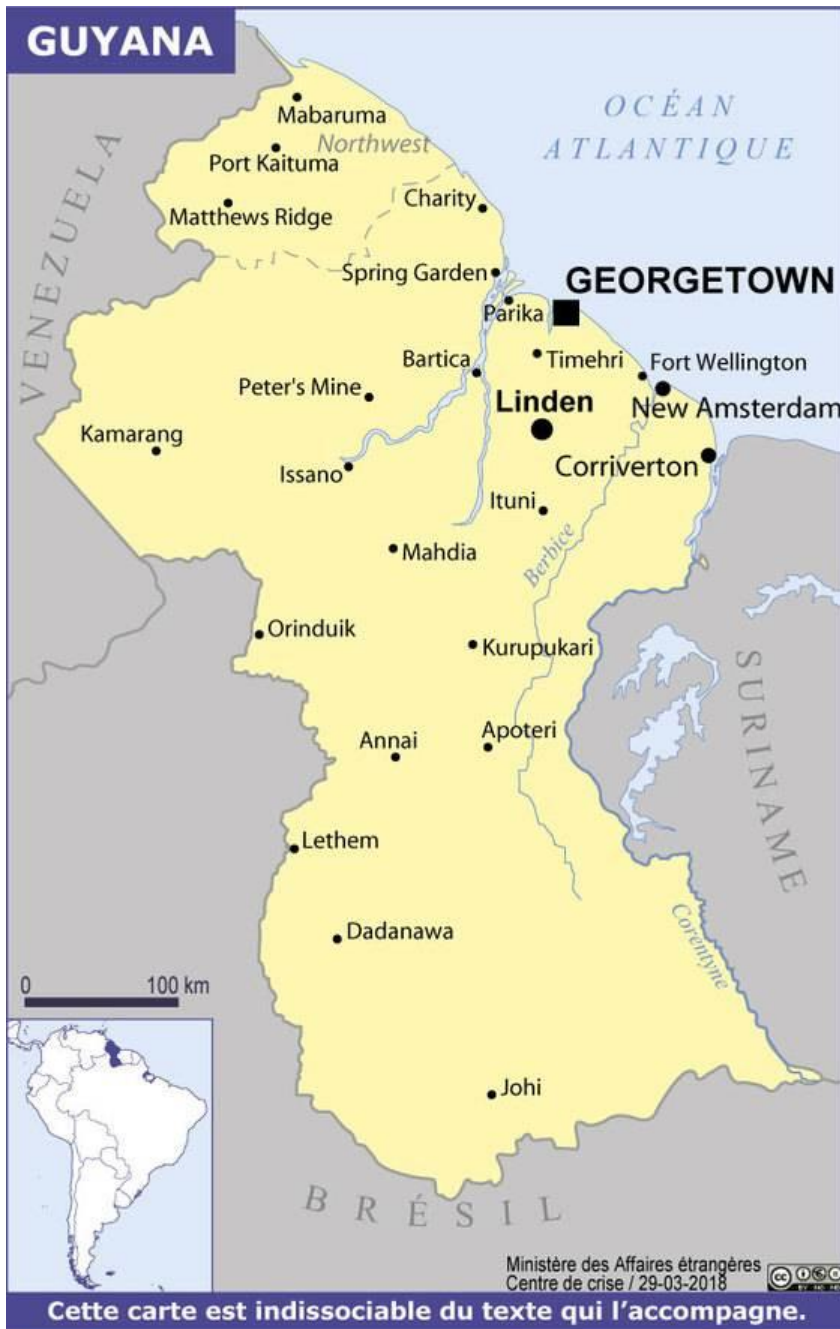 GUYANA
OCÉAN
ATLANTIQUE
Mabaruma
Northwest
Port Kaituma
VENEZUELA
Matthews Ridge
Charity
Spring Garden
GEORGETOWN
Parika
Timehri
Fort Wellington
Bartica
Peter's Mine
Linden
New Amsterdam
Kamarang
Issano
Corriverton
Ituni
Berbice
Mahdia
Orinduik
Kurupukari
SURINAME
Annai
Apoteri
Lethem
Dadanawa
Corentyne
0 100 km
Johi
BRÉSIL
Ministère des Affaires étrangères
Centre de crise / 29-03-2018
cc
Cette carte est indissociable du texte qui l'accompagne.